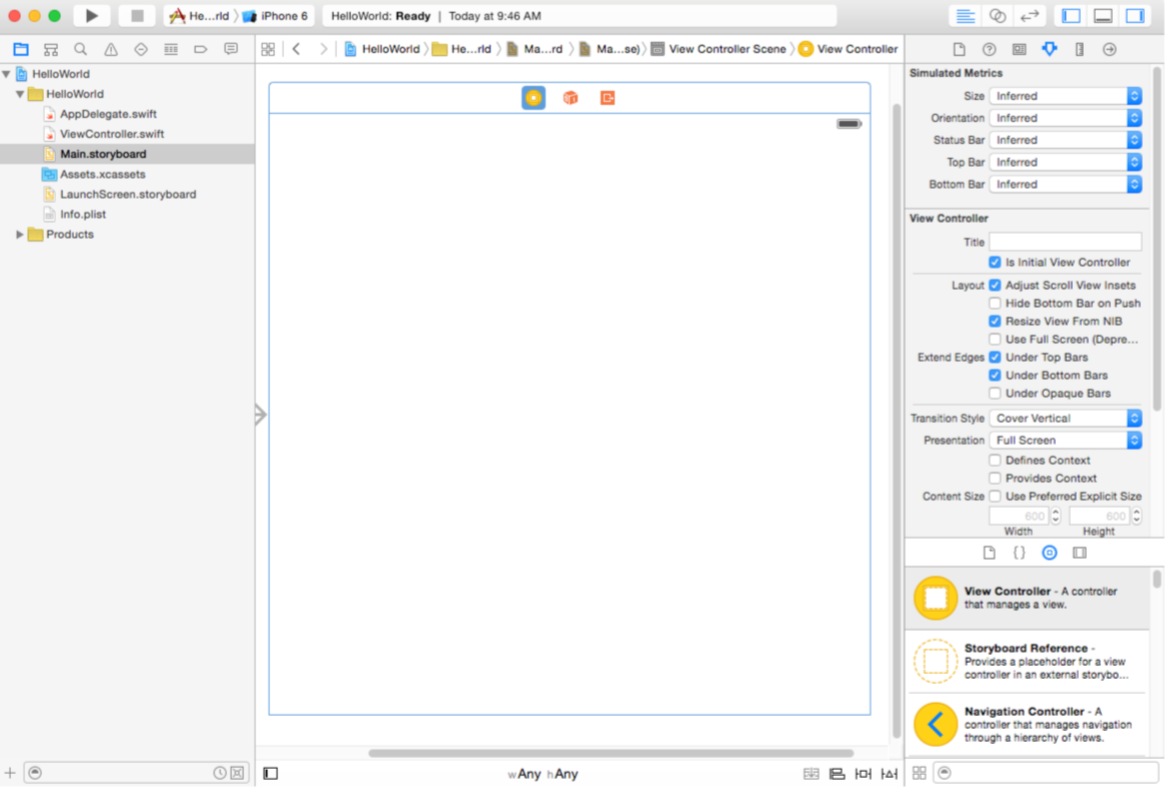 He...rld
iPhone 6
HelloWorld: Ready | Today at 9:46 AM
HelloWorld
He...rld
Ma...rd
Ma...se)
View Controller Scene
View Controller
HelloWorld
HelloWorld
AppDelegate.swift
ViewController.swift
Main.storyboard
Assets.xcassets
LaunchScreen.storyboard
Info.plist
Products
wAny hAny
Simulated Metrics
Size Inferred
Orientation Inferred
Status Bar Inferred
Top Bar Inferred
Bottom Bar Inferred
View Controller
Title
Is Initial View Controller
Layout Adjust Scroll View Insets
Hide Bottom Bar on Push
Resize View From NIB
Use Full Screen (Depre...
Extend Edges Under Top Bars
Under Bottom Bars
Under Opaque Bars
Transition Style Cover Vertical
Presentation Full Screen
Defines Context
Provides Context
Content Size Use Preferred Explicit Size
600 600
Width Height
{ }
View Controller - A controller
that manages a view.
Storyboard Reference -
Provides a placeholder for a view
controller in an external storybo...
Navigation Controller - A
controller that manages navigation
through a hierarchy of views.